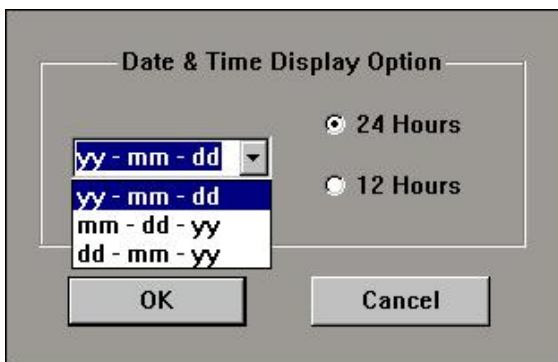 Date & Time Display Option
24 Hours
yy - mm - dd
12 Hours
yy - mm - dd
mm - dd - yy
dd - mm - yy
OK
Cancel